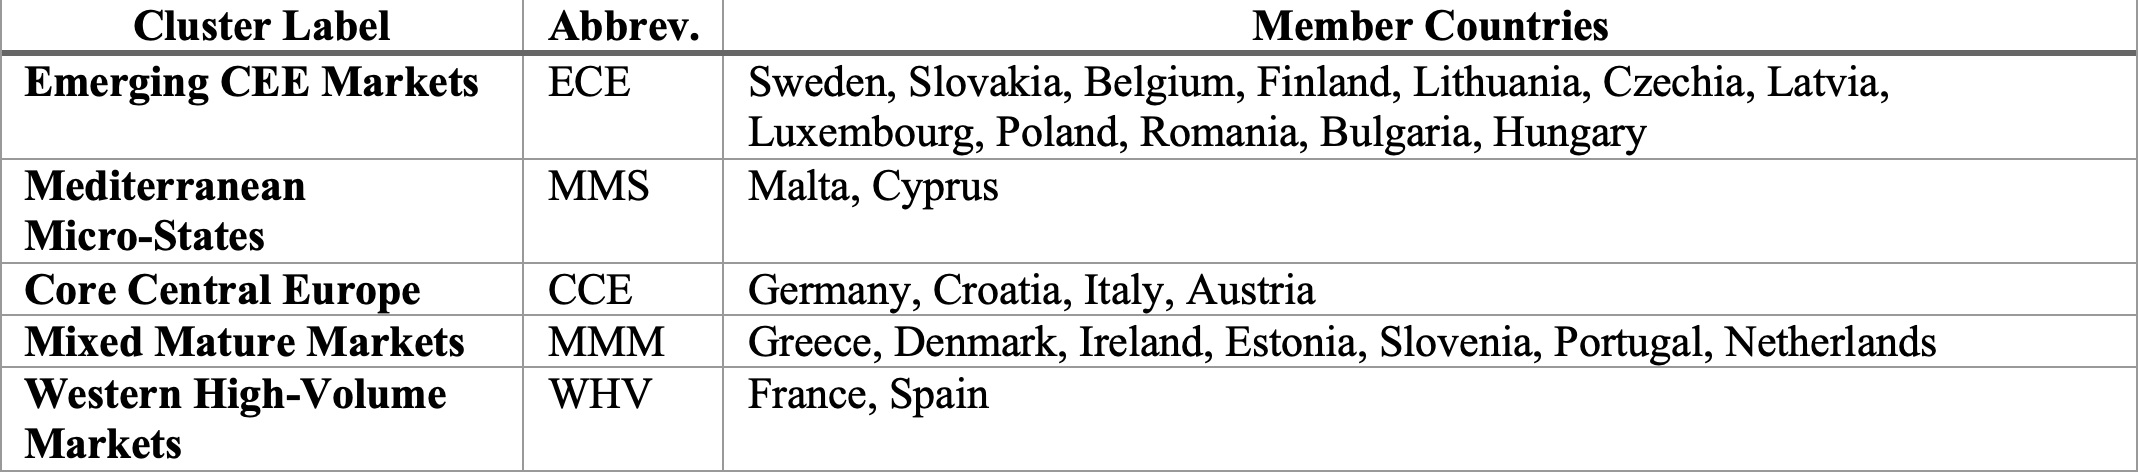 Cluster Label Abbrev. Member Countries
Emerging CEE Markets ECE Sweden, Slovakia, Belgium, Finland, Lithuania, Czechia, Latvia,
Luxembourg, Poland, Romania, Bulgaria, Hungary
Mediterranean MMS Malta, Cyprus
Micro-States
Core Central Europe CCE Germany, Croatia, Italy, Austria
Mixed Mature Markets MMM Greece, Denmark, Ireland, Estonia, Slovenia, Portugal, Netherlands
Western High-Volume WHV France, Spain
Markets